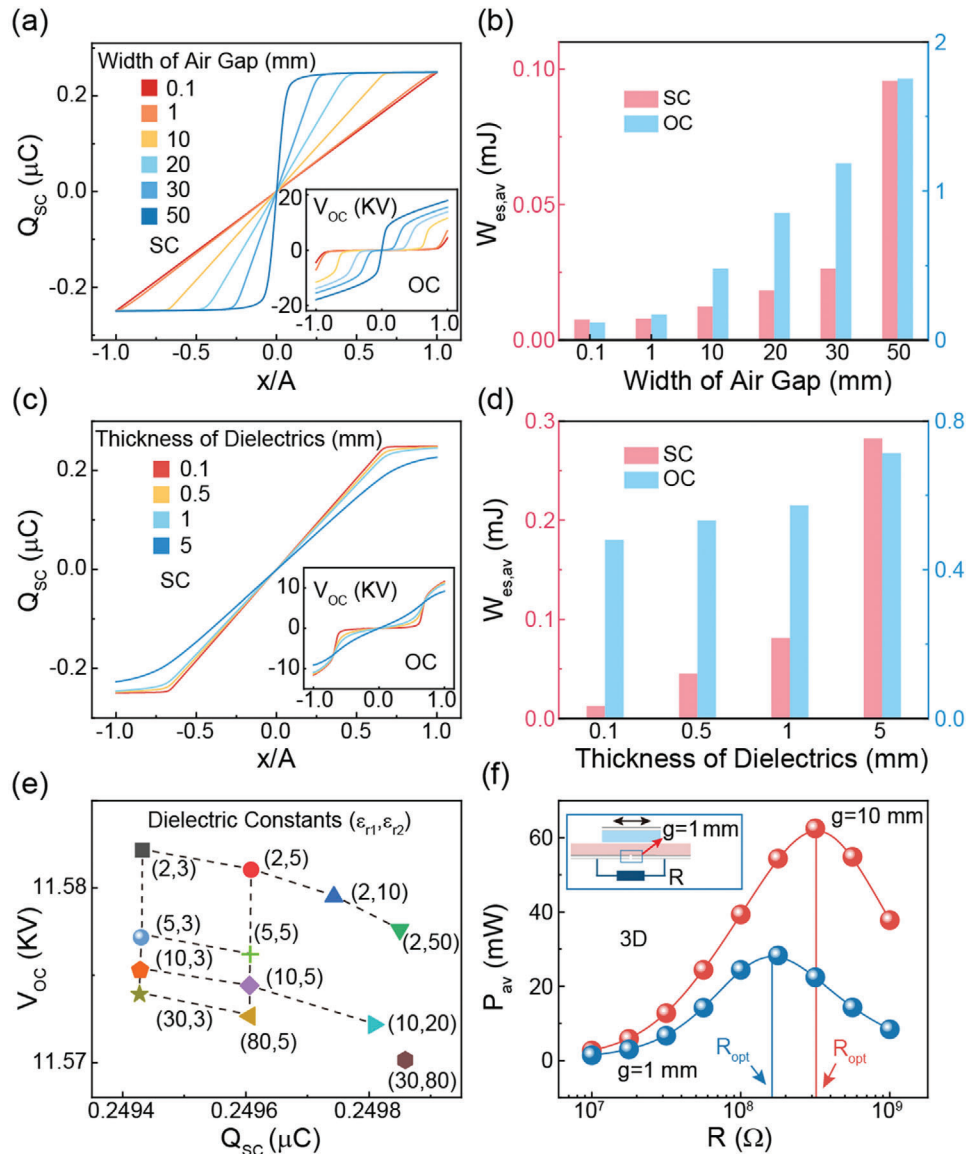 (a)
Width of Air Gap (mm)
0.1
1
10
20
30
50
SC
Q_SC (μC)
0.2
0.0
-0.2
-1.0 -0.5 0.0 0.5 1.0
x/A
V_OC (KV)
20
0
-20
OC
-1.0 0.0 1.0
(b)
SC
OC
W_es,av (mJ)
0.10
0.05
0.00
2
1
0
0.1 1 10 20 30 50
Width of Air Gap (mm)
(c)
Thickness of Dielectrics (mm)
0.1
0.5
1
5
SC
Q_SC (μC)
0.2
0.0
-0.2
-1.0 -0.5 0.0 0.5 1.0
x/A
V_OC (KV)
10
0
-10
OC
-1.0 0.0 1.0
(d)
SC
OC
W_es,av (mJ)
0.3
0.2
0.1
0.0
0.8
0.4
0.0
0.1 0.5 1 5
Thickness of Dielectrics (mm)
(e)
Dielectric Constants (ε_r1,ε_r2)
(2,3)
(2,5)
(2,10)
(2,50)
(5,3)
(5,5)
(10,3)
(10,5)
(30,3)
(80,5)
(10,20)
(30,80)
V_OC (KV)
11.58
11.57
0.2494 0.2496 0.2498
Q_SC (μC)
(f)
g=1 mm
R
g=10 mm
3D
g=1 mm
R_opt
R_opt
P_av (mW)
60
40
20
0
10⁷ 10⁸ 10⁹
R (Ω)